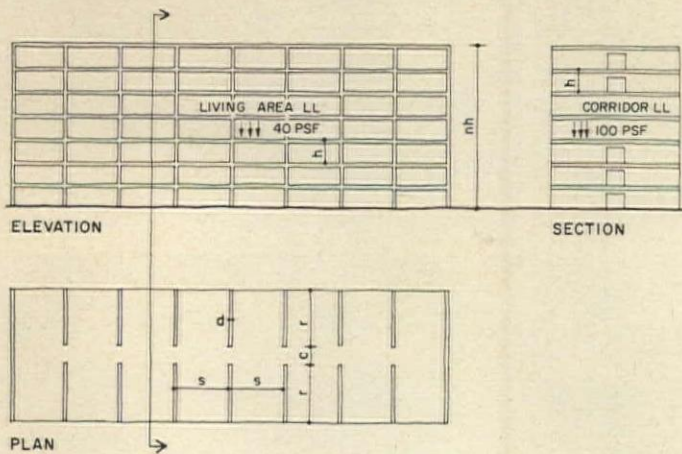 LIVING AREA LL
40 PSF
h
nh
ELEVATION
h
CORRIDOR LL
100 PSF
SECTION
d
r
c
r
s
s
PLAN